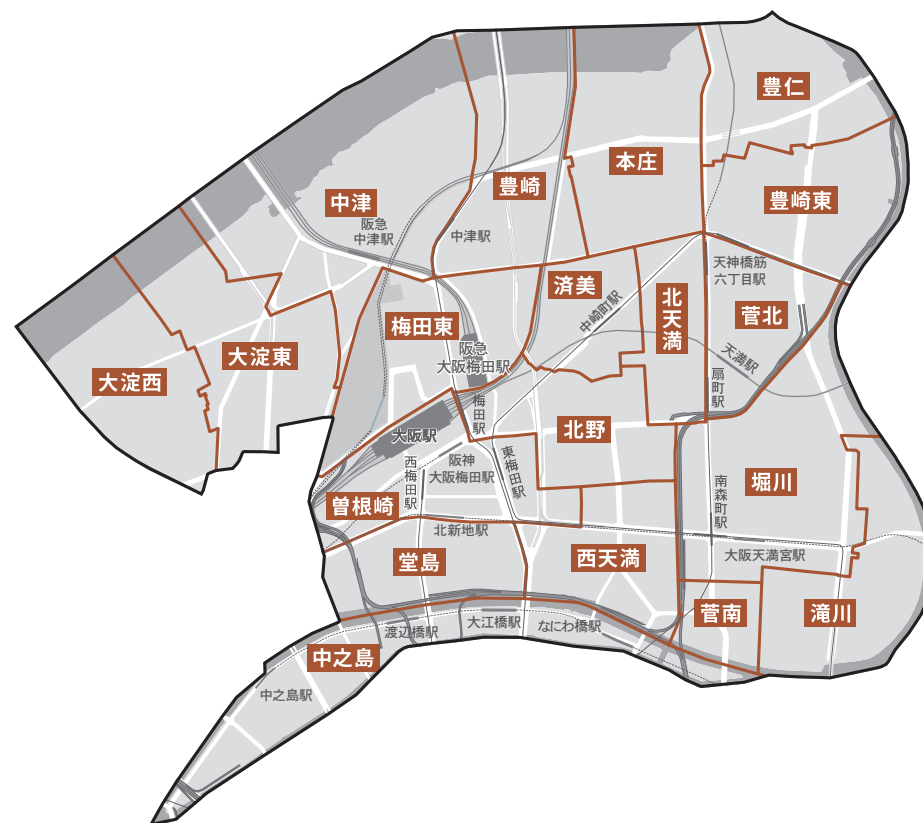 豊仁
本庄
豊崎
豊崎東
中津
阪急
中津駅
中津駅
天神橋筋
六丁目駅
済美
北天満
中崎町駅
菅北
梅田東
阪急
大阪梅田駅
天満駅
大淀東
大淀西
扇町駅
梅田駅
大阪駅
北野
東梅田駅
阪神
大阪梅田駅
西梅田駅
南森町駅
堀川
曽根崎
北新地駅
堂島
西天満
大阪天満宮駅
菅南
滝川
大江橋駅
渡辺橋駅
なにわ橋駅
中之島
中之島駅